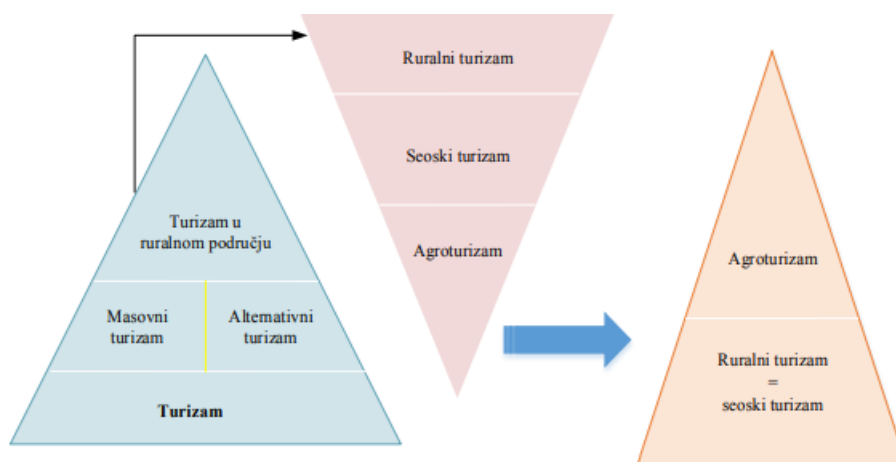 Turizam u
ruralnom području
Masovni
turizam
Alternativni
turizam
Turizam
Ruralni turizam
Seoski turizam
Agroturizam
Agroturizam
Ruralni turizam
=
seoski turizam